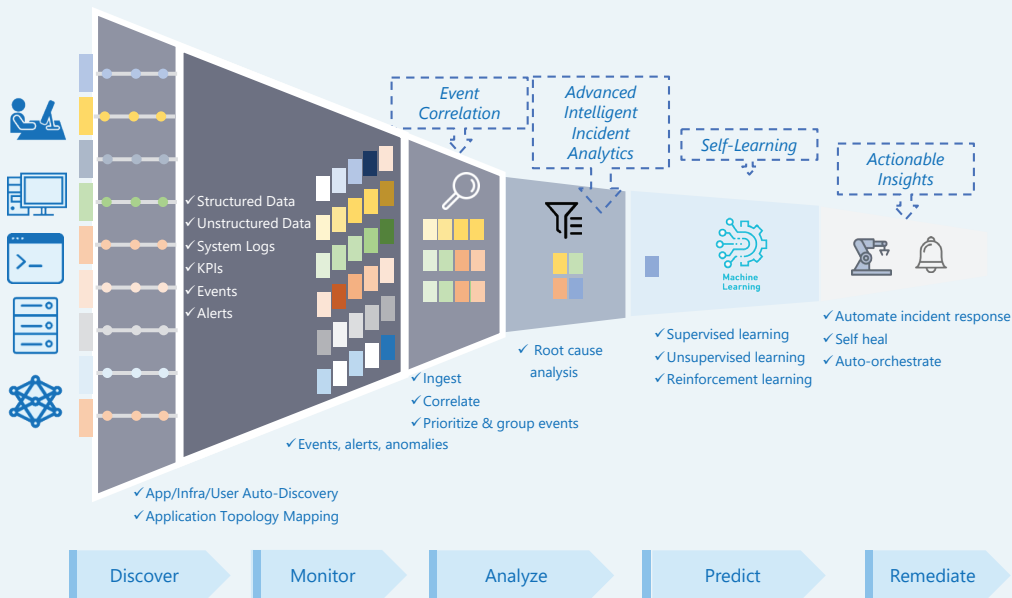 Event
Correlation
Advanced
Intelligent
Incident
Analytics
Self-Learning
Actionable
Insights
✓Structured Data
✓Unstructured Data
✓System Logs
✓KPIs
✓Events
✓Alerts
>_
Machine
Learning
✓Automate incident response
✓Self heal
✓Auto-orchestrate
✓Supervised learning
✓Unsupervised learning
✓Reinforcement learning
✓ Root cause
analysis
✓Ingest
✓Correlate
✓Prioritize & group events
✓Events, alerts, anomalies
✓App/Infra/User Auto-Discovery
✓Application Topology Mapping
Discover
Monitor
Analyze
Predict
Remediate